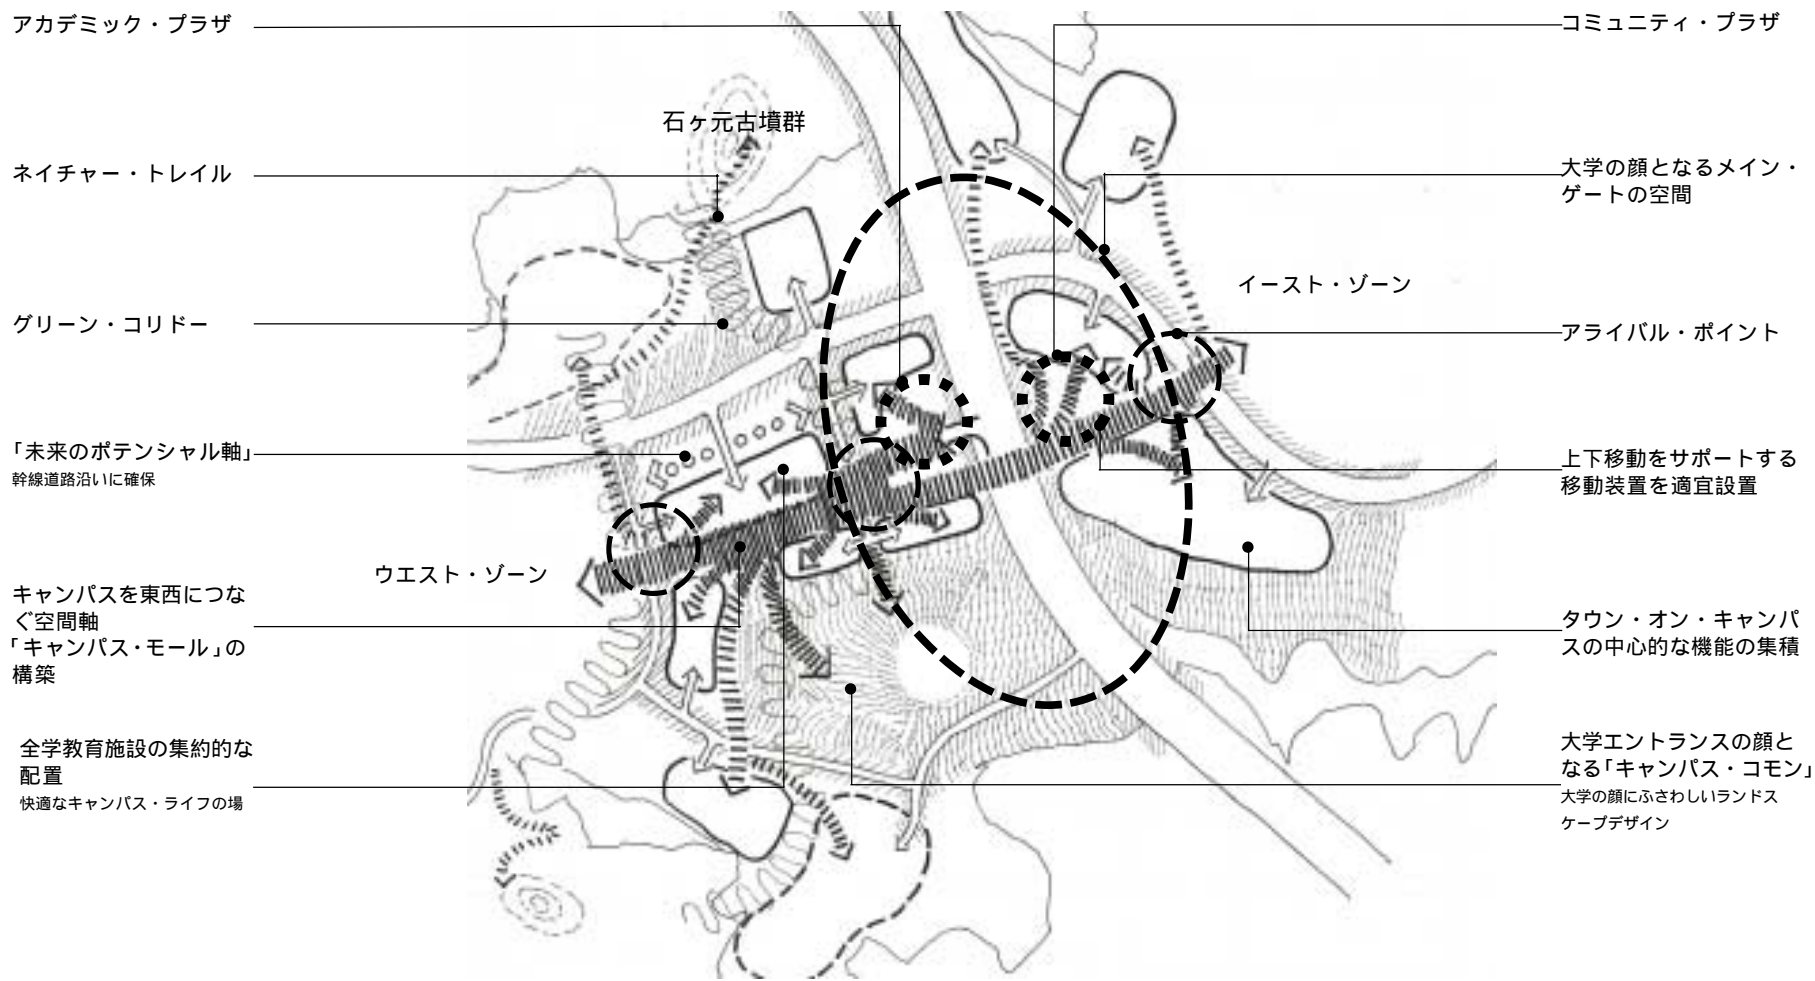 アカデミック・プラザ
ネイチャー・トレイル
グリーン・コリドー
「未来のポテンシャル軸」
幹線道路沿いに確保
キャンパスを東西につな
ぐ空間軸
「キャンパス・モール」の
構築
全学教育施設の集約的な
配置
快適なキャンパス・ライフの場
石ヶ元古墳群
ウエスト・ゾーン
イースト・ゾーン
コミュニティ・プラザ
大学の顔となるメイン・
ゲートの空間
アライバル・ポイント
上下移動をサポートする
移動装置を適宜設置
タウン・オン・キャンパ
スの中心的な機能の集積
大学エントランスの顔と
なる「キャンパス・コモン」
大学の顔にふさわしいランドス
ケープデザイン